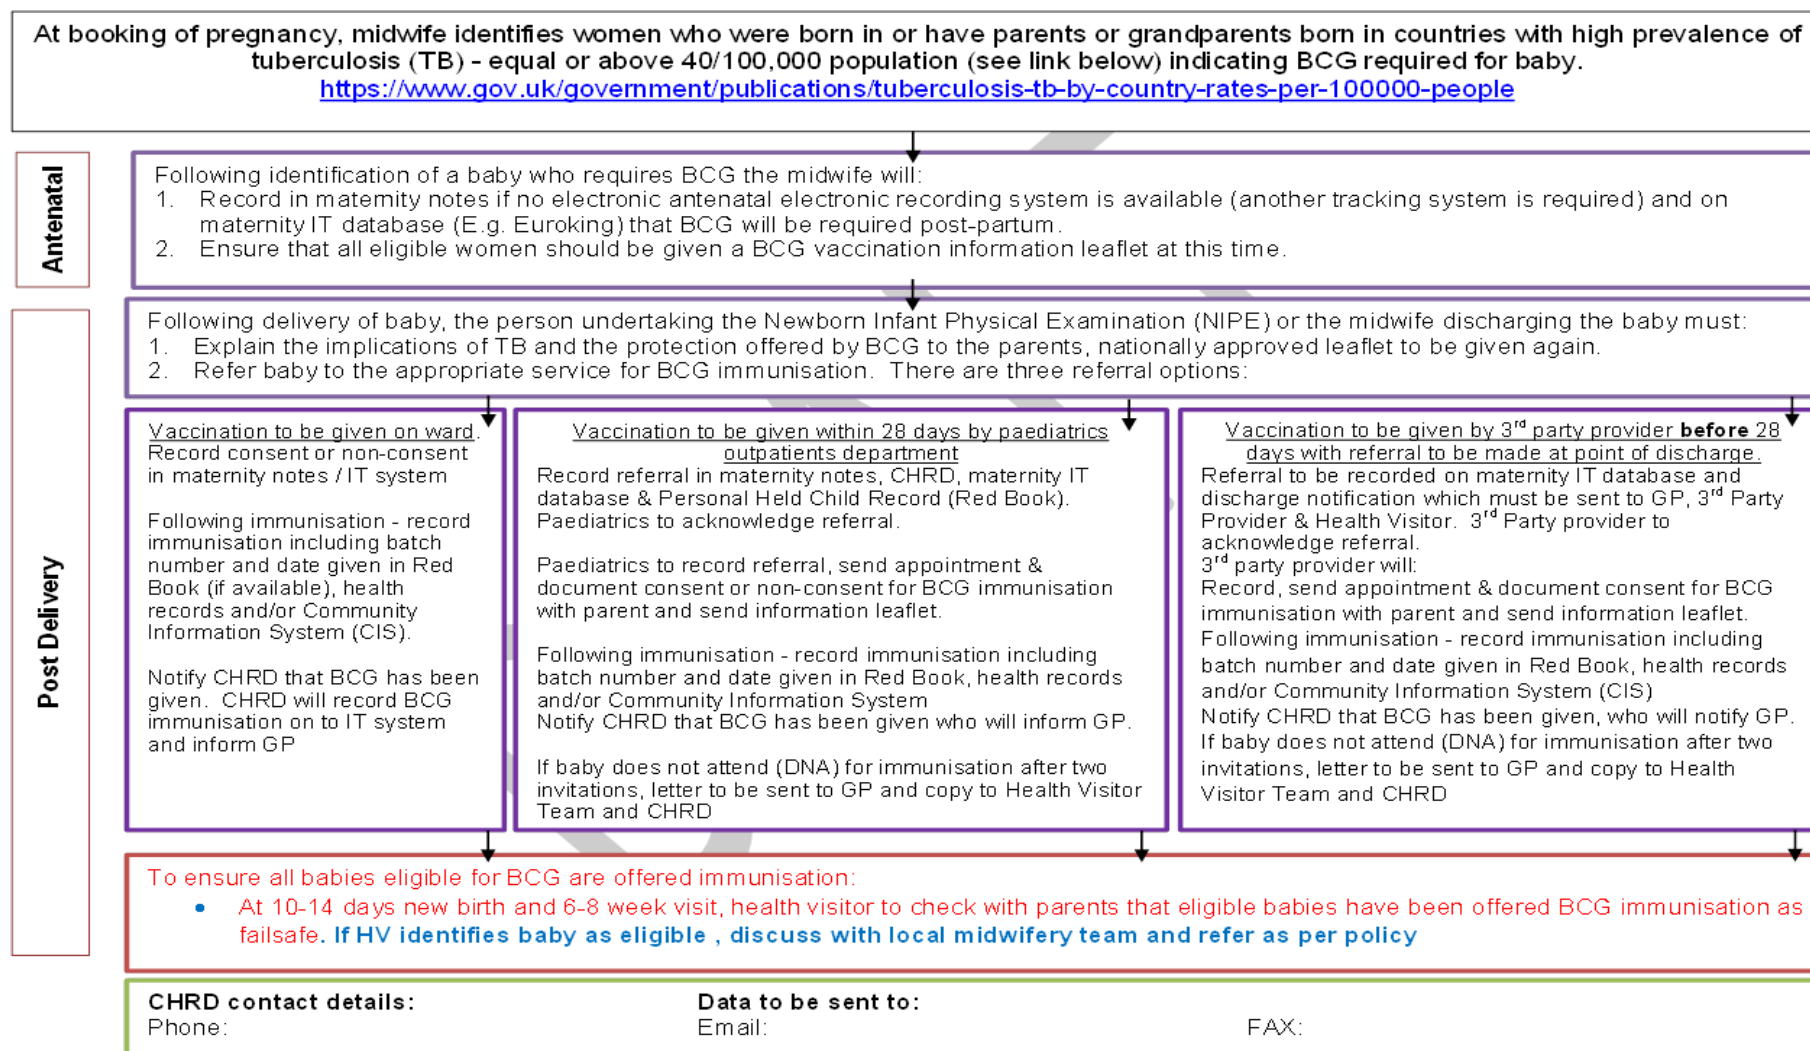 At booking of pregnancy, midwife identifies women who were born in or have parents or grandparents born in countries with high prevalence of
tuberculosis (TB) - equal or above 40/100,000 population (see link below) indicating BCG required for baby.
https://www.gov.uk/government/publications/tuberculosis-tb-by-country-rates-per-100000-people
Antenatal
Following identification of a baby who requires BCG the midwife will:
1. Record in maternity notes if no electronic antenatal electronic recording system is available (another tracking system is required) and on
maternity IT database (E.g. Euroking) that BCG will be required post-partum.
2. Ensure that all eligible women should be given a BCG vaccination information leaflet at this time.
Post Delivery
Following delivery of baby, the person undertaking the Newborn Infant Physical Examination (NIPE) or the midwife discharging the baby must:
1. Explain the implications of TB and the protection offered by BCG to the parents, nationally approved leaflet to be given again.
2. Refer baby to the appropriate service for BCG immunisation. There are three referral options:
Vaccination to be given on ward.
Record consent or non-consent
in maternity notes / IT system
Following immunisation - record
immunisation including batch
number and date given in Red
Book (if available), health
records and/or Community
Information System (CIS).
Notify CHRD that BCG has been
given. CHRD will record BCG
immunisation on to IT system
and inform GP
Vaccination to be given within 28 days by paediatrics
outpatients department
Record referral in maternity notes, CHRD, maternity IT
database & Personal Held Child Record (Red Book).
Paediatrics to acknowledge referral.
Paediatrics to record referral, send appointment &
document consent or non-consent for BCG immunisation
with parent and send information leaflet.
Following immunisation - record immunisation including
batch number and date given in Red Book, health records
and/or Community Information System
Notify CHRD that BCG has been given who will inform GP.
If baby does not attend (DNA) for immunisation after two
invitations, letter to be sent to GP and copy to Health Visitor
Team and CHRD
Vaccination to be given by 3rd party provider before 28
days with referral to be made at point of discharge.
Referral to be recorded on maternity IT database and
discharge notification which must be sent to GP, 3rd Party
Provider & Health Visitor. 3rd Party provider to
acknowledge referral.
3rd party provider will:
Record, send appointment & document consent for BCG
immunisation with parent and send information leaflet.
Following immunisation - record immunisation including
batch number and date given in Red Book, health records
and/or Community Information System (CIS)
Notify CHRD that BCG has been given, who will notify GP.
If baby does not attend (DNA) for immunisation after two
invitations, letter to be sent to GP and copy to Health
Visitor Team and CHRD
To ensure all babies eligible for BCG are offered immunisation:
• At 10-14 days new birth and 6-8 week visit, health visitor to check with parents that eligible babies have been offered BCG immunisation as
failsafe. If HV identifies baby as eligible , discuss with local midwifery team and refer as per policy
CHRD contact details: Data to be sent to:
Phone: Email: FAX: